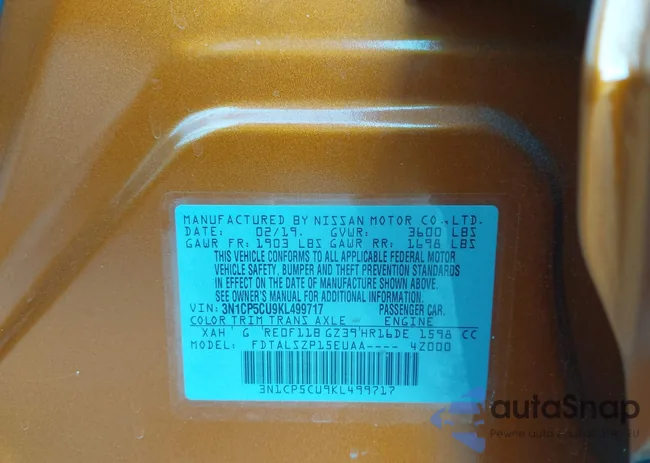 MANUFACTURED BY NISSAN MOTOR CO.,LTD.
DATE: 02/19. GVWR: 3600 LBS
GAWR FR: 1903 LBS GAWR RR: 1698 LBS
THIS VEHICLE CONFORMS TO ALL APPLICABLE FEDERAL MOTOR
VEHICLE SAFETY, BUMPER AND THEFT PREVENTION STANDARDS
IN EFFECT ON THE DATE OF MANUFACTURE SHOWN ABOVE.
SEE OWNER'S MANUAL FOR ADDITIONAL INFORMATION.
VIN: 3N1CP5CU9KL499717 PASSENGER CAR.
COLOR TRIM TRANS AXLE ENGINE
XAH G RE0F11B GZ39 HR16DE 1598 CC
MODEL: FDTALSZP15EUAA---- 4Z000
3N1CP5CU9KL499717
autaSnap
Pewne auta